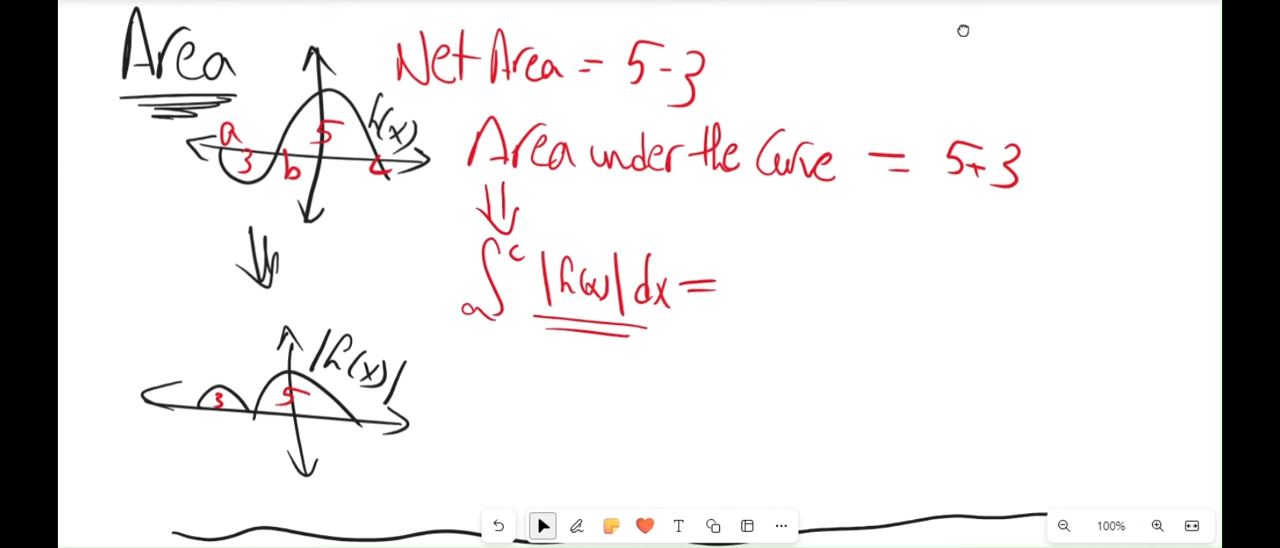 Area
Net Area = 5-3
h(x)
a
3
b
5
c
Area under the Curve = 5+3
∫ₐᶜ |h(x)| dx =
|h(x)|
3
5
T
100%